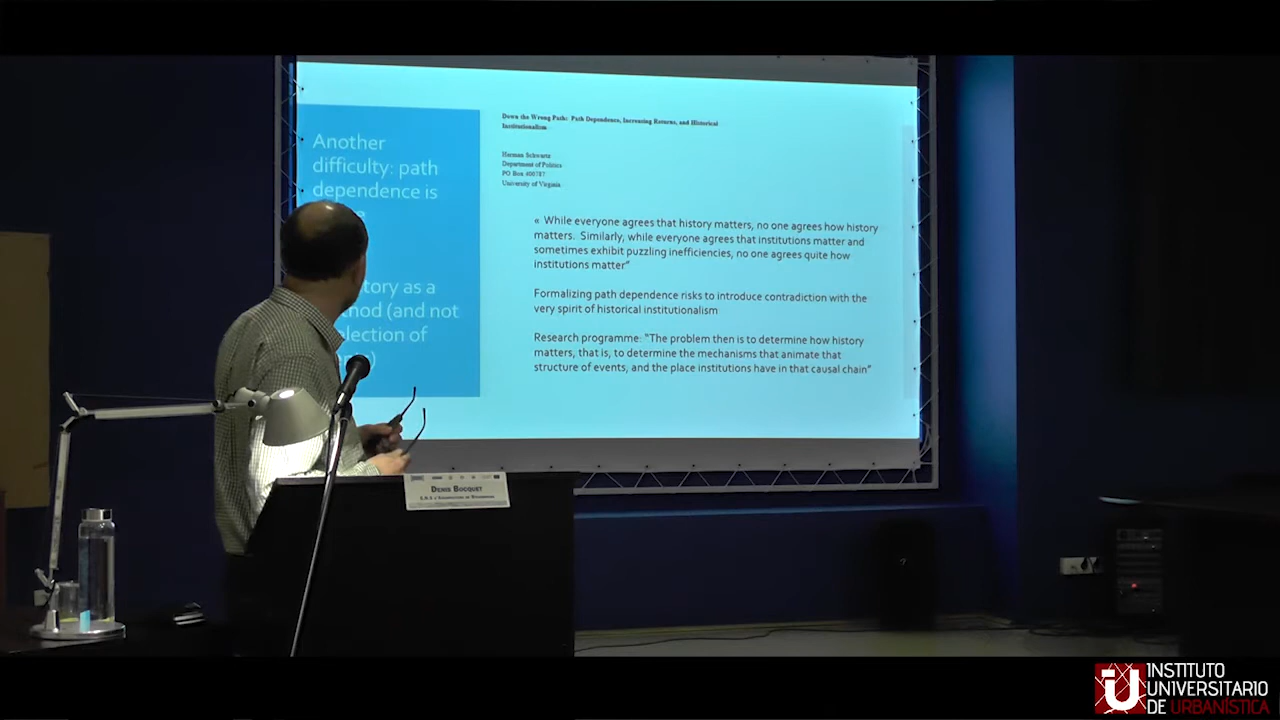 Another
difficulty: path
dependence is
story as a
thod (and not
election of
Down the Wrong Path: Path Dependence, Increasing Returns, and Historical
Institutionalism
Herman Schwartz
Department of Politics
PO Box 400787
University of Virginia
« While everyone agrees that history matters, no one agrees how history
matters. Similarly, while everyone agrees that institutions matter and
sometimes exhibit puzzling inefficiencies, no one agrees quite how
institutions matter"
Formalizing path dependence risks to introduce contradiction with the
very spirit of historical institutionalism
Research programme: "The problem then is to determine how history
matters, that is, to determine the mechanisms that animate that
structure of events, and the place institutions have in that causal chain"
DENIS BOCQUET
INSTITUTO
UNIVERSITARIO
DE URBANÍSTICA